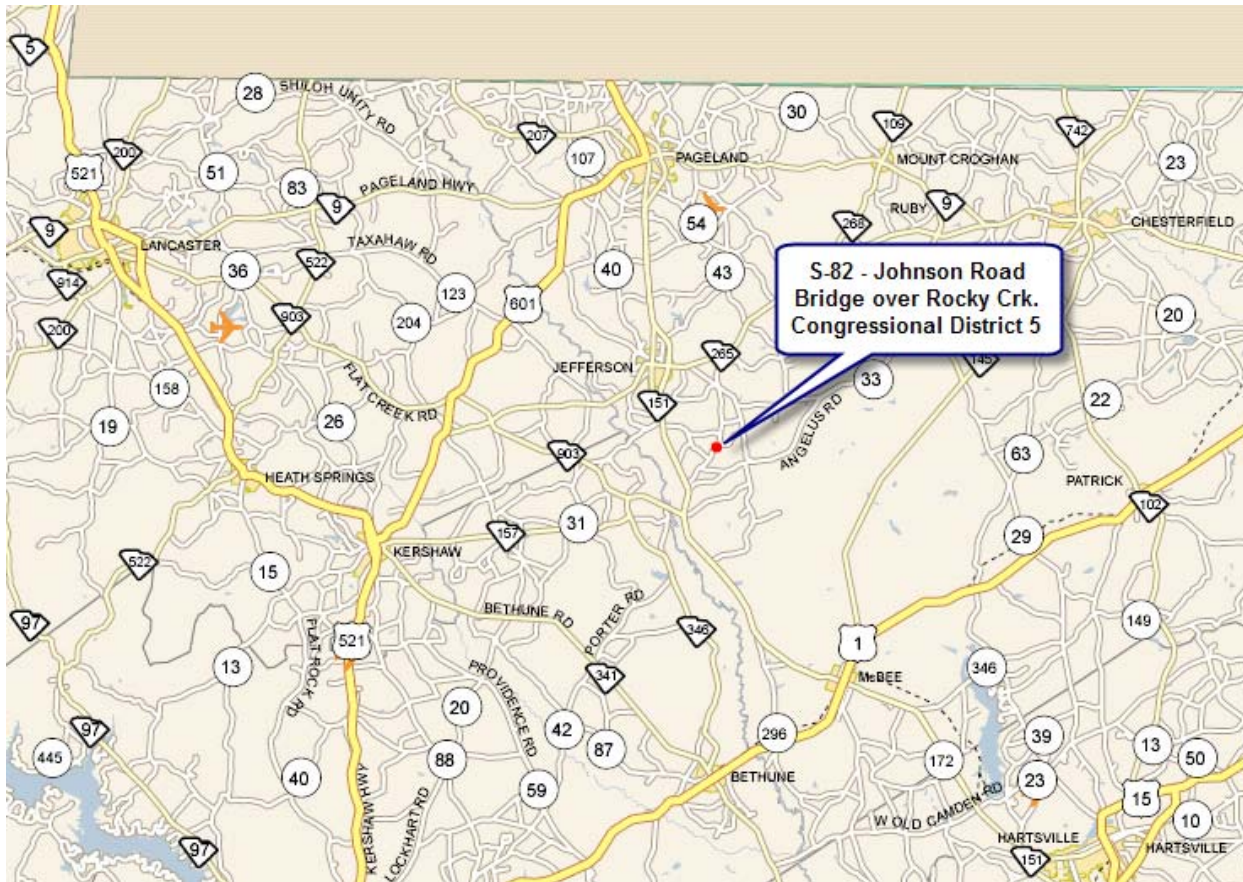 5
28
SHILOH UNITY RD
30
207
109
742
200
107
PAGELAND
MOUNT CROGHAN
23
521
51
83
9
PAGELAND HWY
54
RUBY
9
CHESTERFIELD
9
LANCASTER
TAXAHAW RD
268
914
36
522
123
40
43
S-82 - Johnson Road
Bridge over Rocky Crk.
Congressional District 5
601
200
903
204
20
JEFFERSON
265
145
158
FLAT CREEK RD
151
33
22
19
26
ANGELUS RD
903
63
HEATH SPRINGS
PATRICK
102
157
31
29
KERSHAW
522
15
BETHUNE RD
PORTER RD
97
FLAT ROCK RD
521
346
1
149
13
PROVIDENCE RD
341
McBEE
346
20
97
42
87
296
39
13
50
445
88
172
40
59
BETHUNE
23
15
KERSHAW HWY
LOCKHART RD
W OLD CAMDEN RD
10
HARTSVILLE
HARTSVILLE
97
151